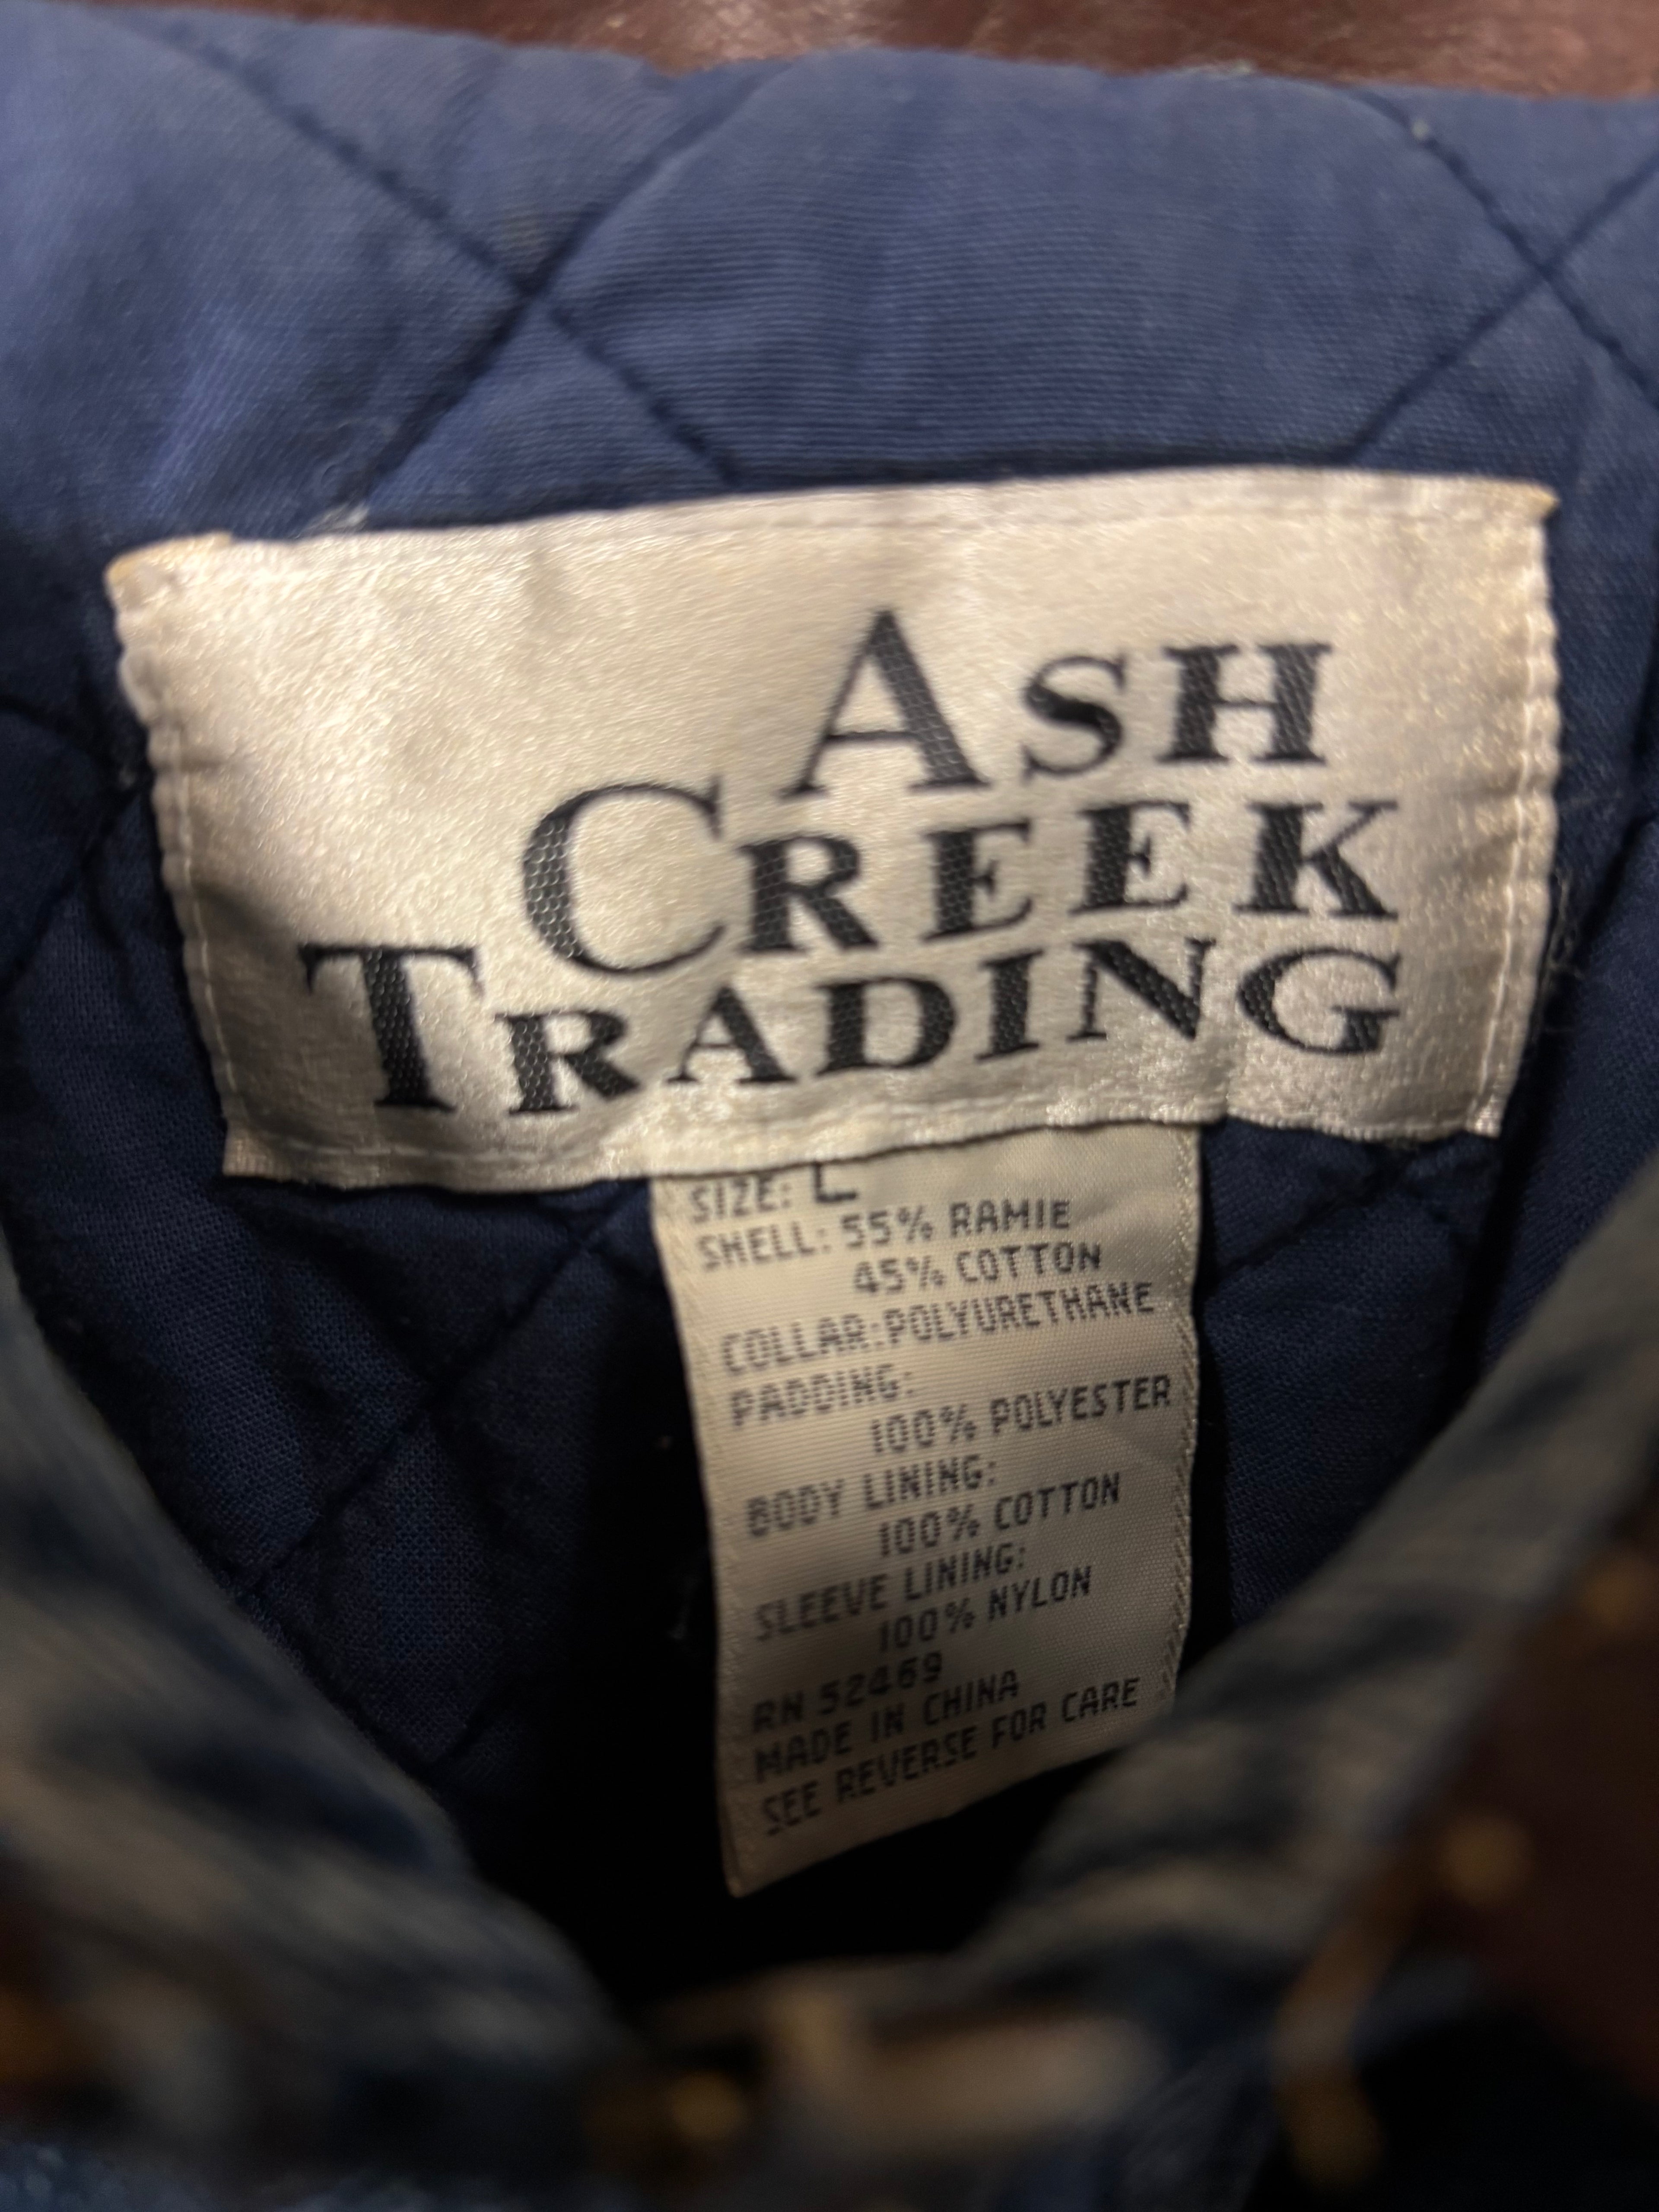 ASH
CREEK
TRADING
SIZE: L
SHELL: 55% RAMIE
45% COTTON
COLLAR: POLYURETHANE
PADDING:
100% POLYESTER
BODY LINING:
100% COTTON
SLEEVE LINING:
100% NYLON
RN 52469
MADE IN CHINA
SEE REVERSE FOR CARE